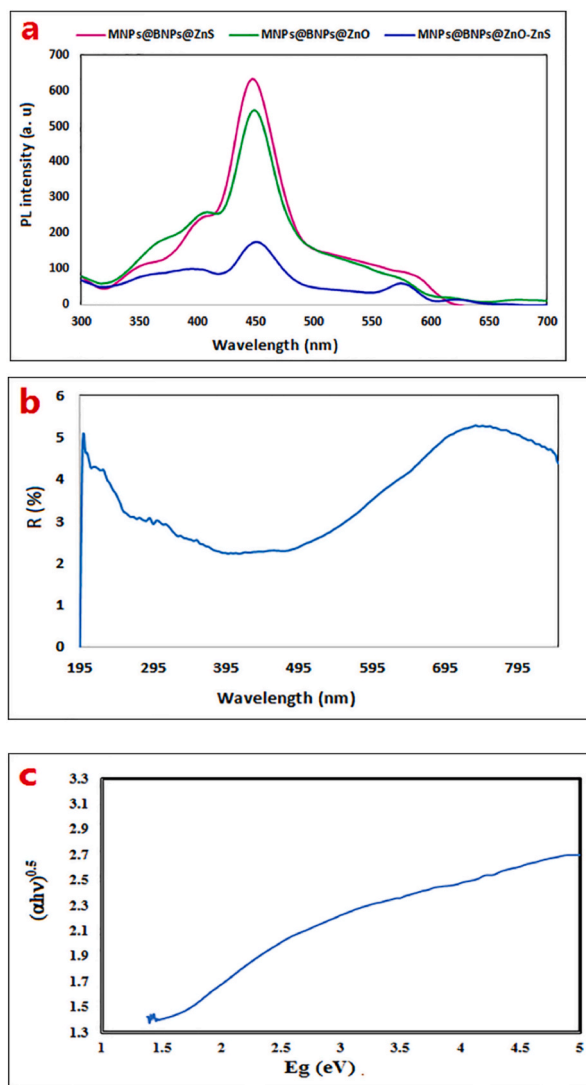 a
MNPs@BNPs@ZnS MNPs@BNPs@ZnO MNPs@BNPs@ZnO-ZnS
PL intensity (a. u)
700
600
500
400
300
200
100
0
300 350 400 450 500 550 600 650 700
Wavelength (nm)
b
R (%)
6
5
4
3
2
1
0
195 295 395 495 595 695 795
Wavelength (nm)
c
(αhν)0.5
3.3
3.1
2.9
2.7
2.5
2.3
2.1
1.9
1.7
1.5
1.3
1 1.5 2 2.5 3 3.5 4 4.5 5
Eg (eV) .